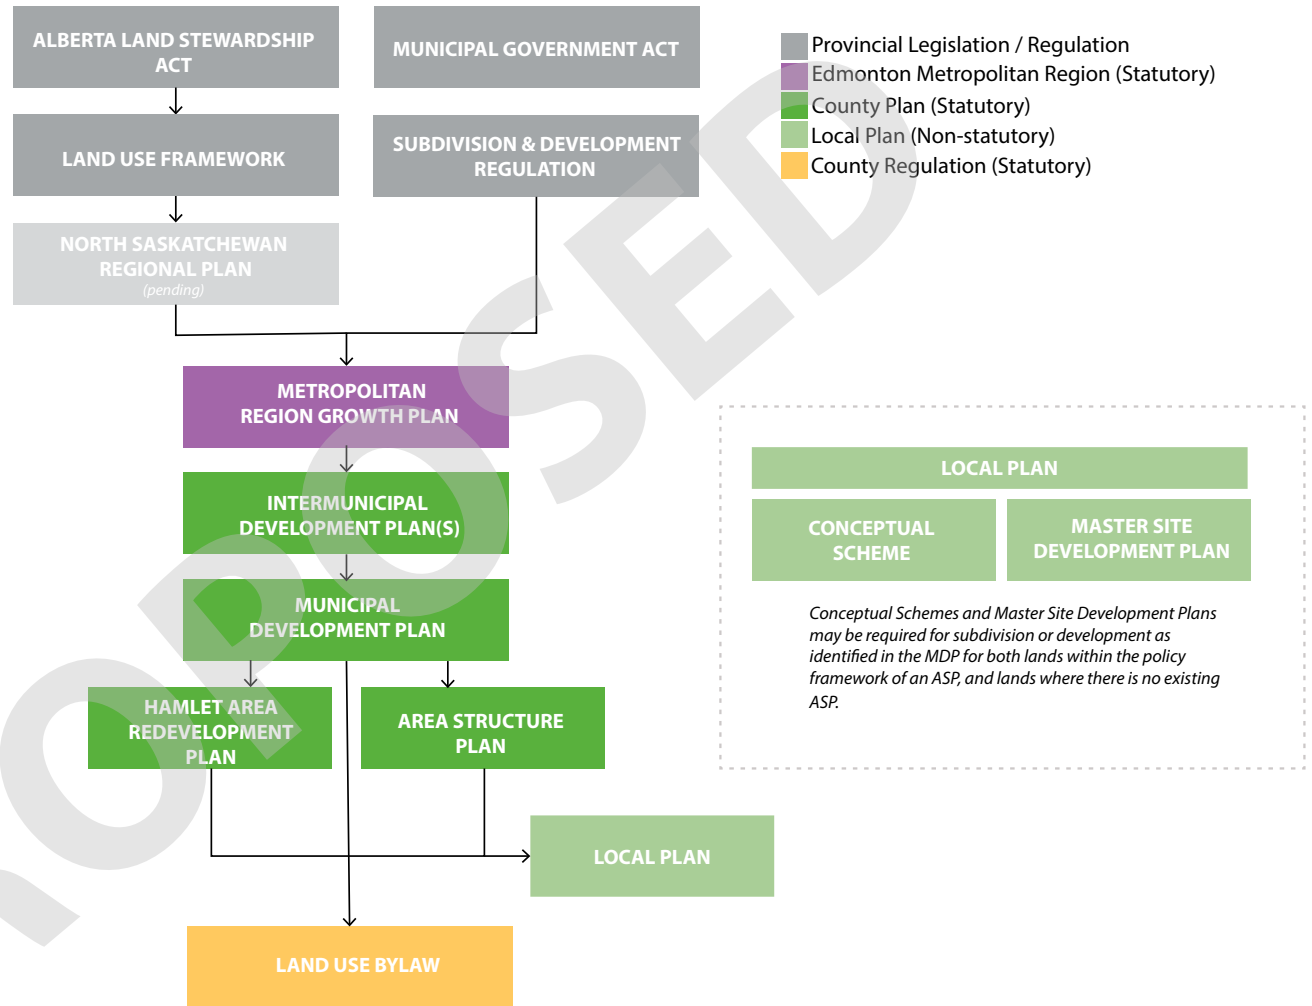 ALBERTA LAND STEWARDSHIP
ACT
MUNICIPAL GOVERNMENT ACT
Provincial Legislation / Regulation
Edmonton Metropolitan Region (Statutory)
County Plan (Statutory)
Local Plan (Non-statutory)
County Regulation (Statutory)
LAND USE FRAMEWORK
SUBDIVISION & DEVELOPMENT
REGULATION
NORTH SASKATCHEWAN
REGIONAL PLAN
(pending)
METROPOLITAN
REGION GROWTH PLAN
INTERMUNICIPAL
DEVELOPMENT PLAN(S)
MUNICIPAL
DEVELOPMENT PLAN
HAMLET AREA
REDEVELOPMENT
PLAN
AREA STRUCTURE
PLAN
LOCAL PLAN
CONCEPTUAL
SCHEME
MASTER SITE
DEVELOPMENT PLAN
Conceptual Schemes and Master Site Development Plans
may be required for subdivision or development as
identified in the MDP for both lands within the policy
framework of an ASP, and lands where there is no existing
ASP.
LOCAL PLAN
LAND USE BYLAW
ROPOSED